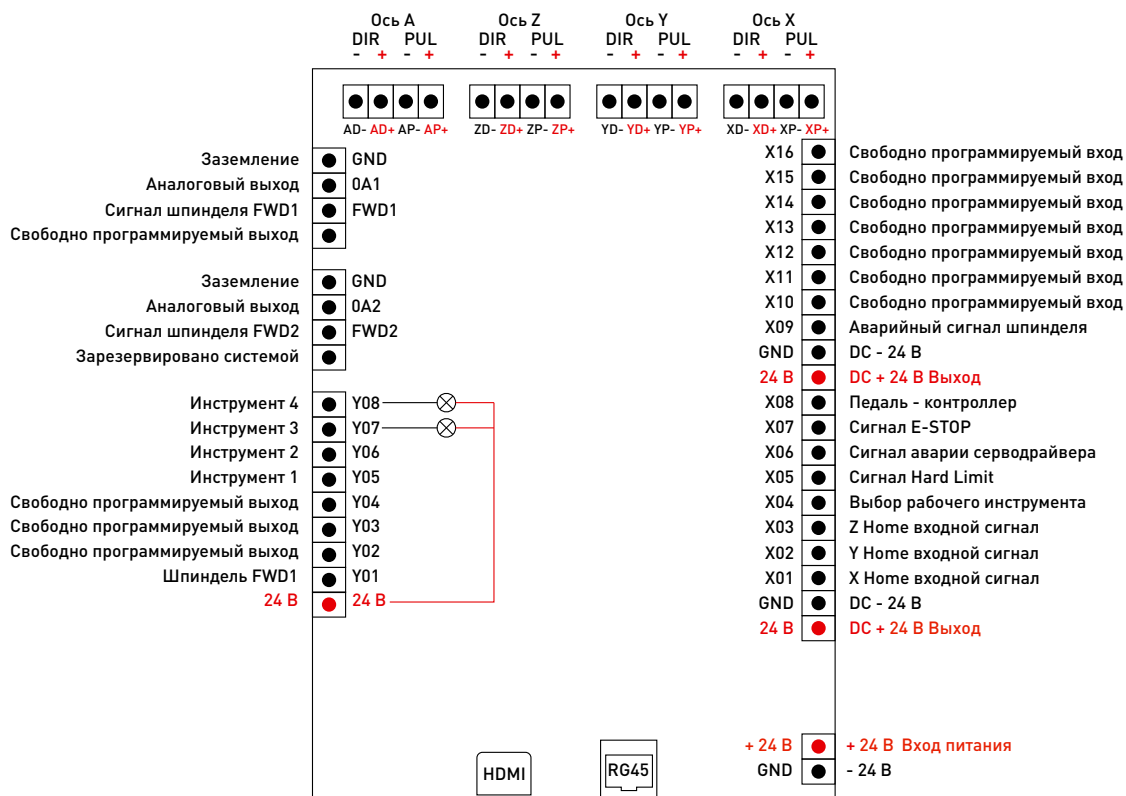 Ось A Ось Z Ось Y Ось X
DIR PUL DIR PUL DIR PUL DIR PUL
- + - + - + - + - + - + - + - +
AD- AD+ AP- AP+ ZD- ZD+ ZP- ZP+ YD- YD+ YP- YP+ XD- XD+ XP- XP+
Заземление GND
Аналоговый выход 0A1
Сигнал шпинделя FWD1 FWD1
Свободно программируемый выход
Заземление GND
Аналоговый выход 0A2
Сигнал шпинделя FWD2 FWD2
Зарезервировано системой
Инструмент 4 Y08
Инструмент 3 Y07
Инструмент 2 Y06
Инструмент 1 Y05
Свободно программируемый выход Y04
Свободно программируемый выход Y03
Свободно программируемый выход Y02
Шпиндель FWD1 Y01
24 В 24 В
X16 Свободно программируемый вход
X15 Свободно программируемый вход
X14 Свободно программируемый вход
X13 Свободно программируемый вход
X12 Свободно программируемый вход
X11 Свободно программируемый вход
X10 Свободно программируемый вход
X09 Аварийный сигнал шпинделя
GND DC - 24 В
24 В DC + 24 В Выход
X08 Педаль - контроллер
X07 Сигнал E-STOP
X06 Сигнал аварии серводрайвера
X05 Сигнал Hard Limit
X04 Выбор рабочего инструмента
X03 Z Home входной сигнал
X02 Y Home входной сигнал
X01 X Home входной сигнал
GND DC - 24 В
24 В DC + 24 В Выход
+ 24 В + 24 В Вход питания
GND - 24 В
HDMI RG45